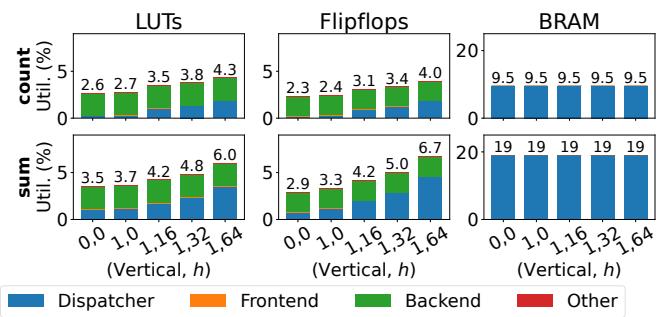 LUTs Flipflops BRAM
count
Util. (%)
5
0
2.6 2.7 3.5 3.8 4.3
5
0
2.3 2.4 3.1 3.4 4.0
20
0
9.5 9.5 9.5 9.5 9.5
sum
Util. (%)
5
0
3.5 3.7 4.2 4.8 6.0
5
0
2.9 3.3 4.2 5.0 6.7
20
0
19 19 19 19 19
0,0 1,0 1,16 1,32 1,64
0,0 1,0 1,16 1,32 1,64
0,0 1,0 1,16 1,32 1,64
(Vertical, h) (Vertical, h) (Vertical, h)
Dispatcher Frontend Backend Other